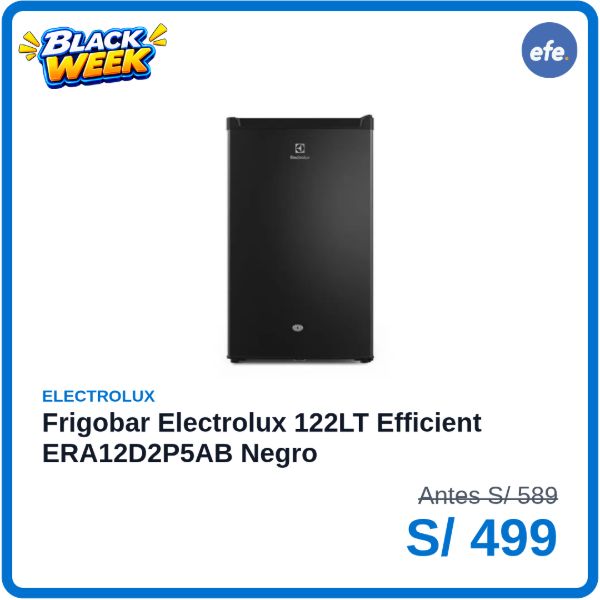 BLACK
WEEK
efe.
Electrolux
ELECTROLUX
Frigobar Electrolux 122LT Efficient
ERA12D2P5AB Negro
Antes S/ 589
S/ 499